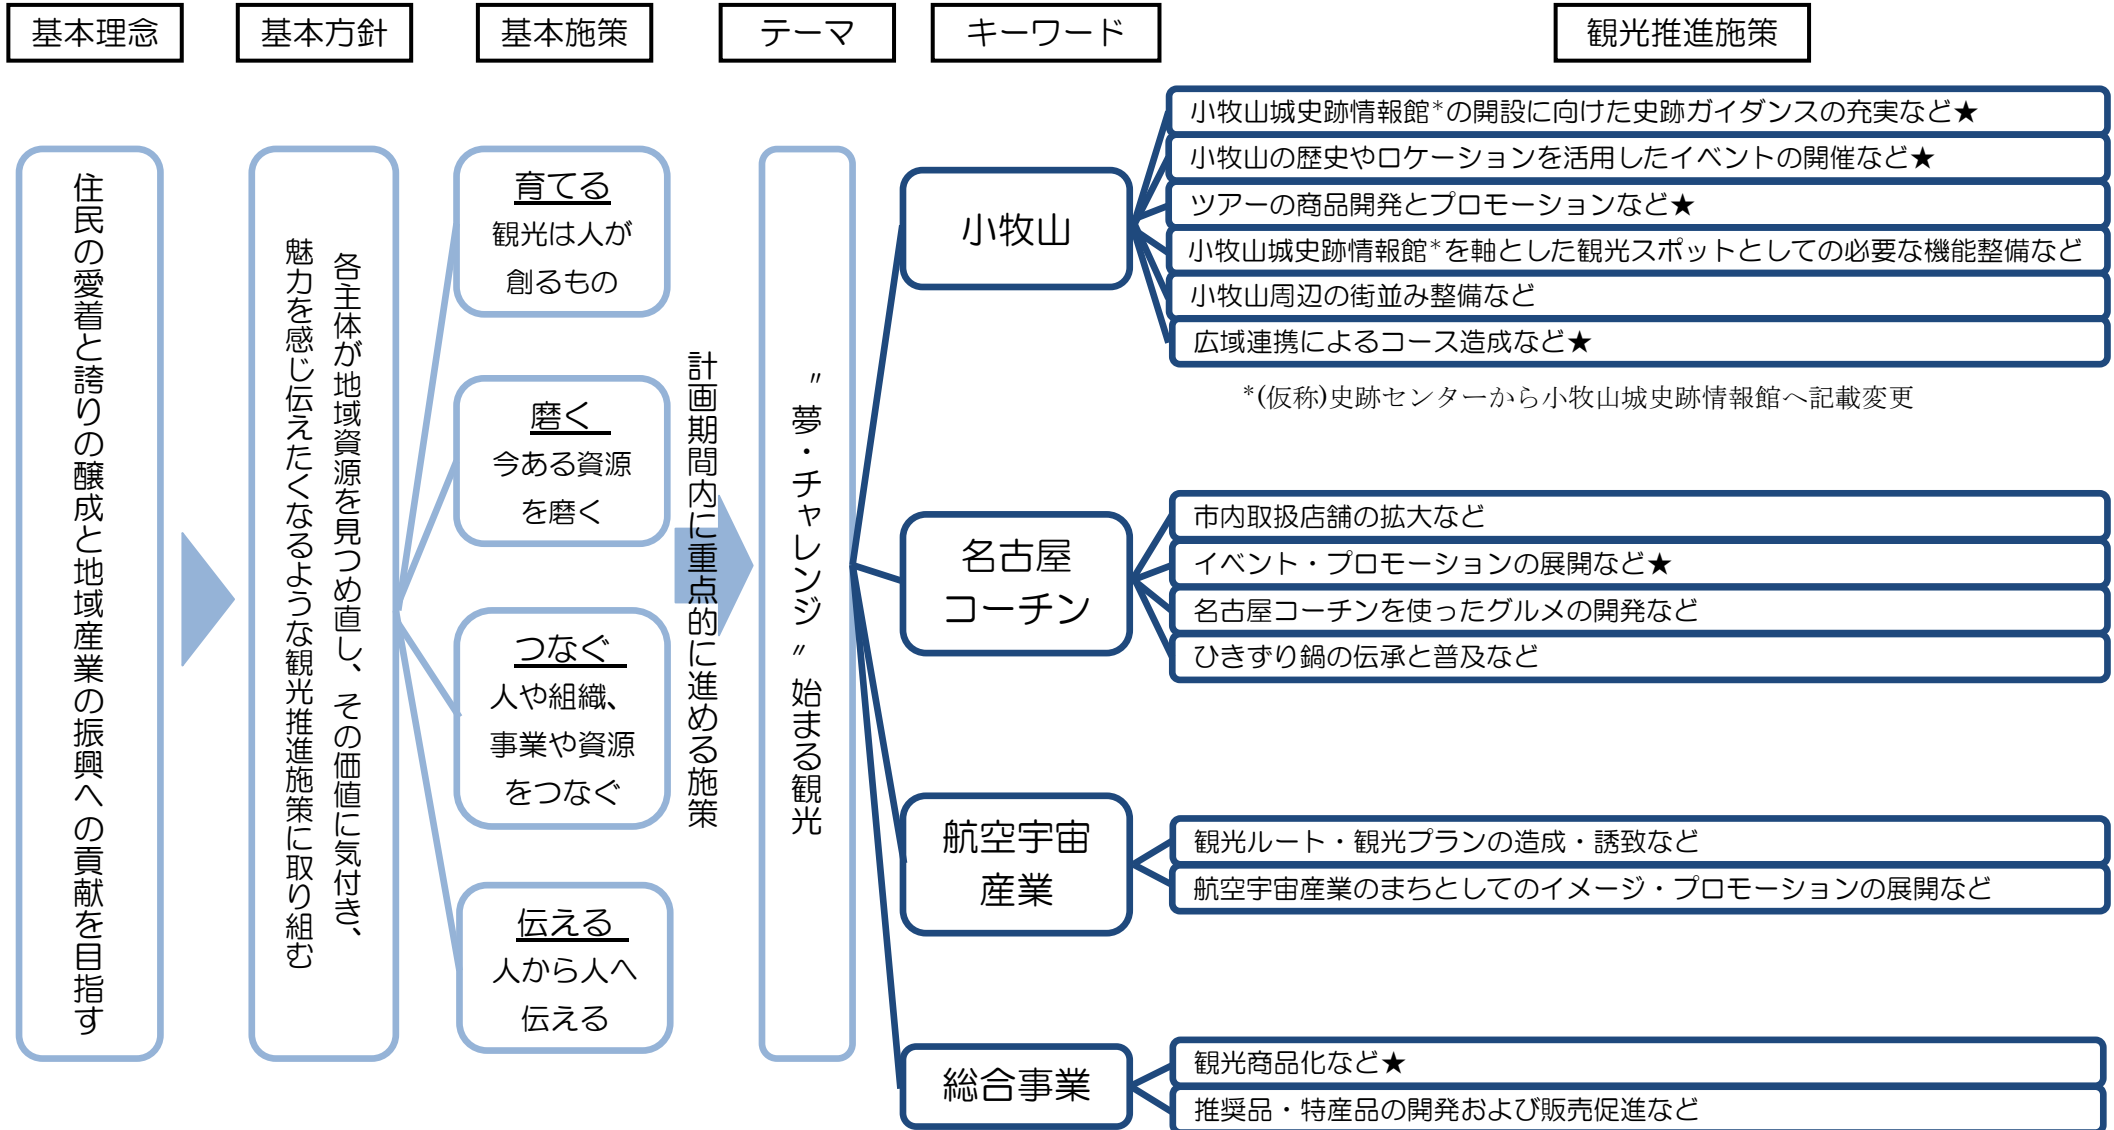 基本理念
基本方針
基本施策
テーマ
キーワード
観光推進施策
住民の愛着と誇りの醸成と地域産業の振興への貢献を目指す
各主体が地域資源を見つめ直し、その価値に気付き、
魅力を感じ伝えたくなるような観光推進施策に取り組む
育てる
観光は人が
創るもの
磨く
今ある資源
を磨く
つなぐ
人や組織、
事業や資源
をつなぐ
伝える
人から人へ
伝える
計画期間内に重点的に進める施策
〃夢・チャレンジ〃始まる観光
小牧山
小牧山城史跡情報館*の開設に向けた史跡ガイダンスの充実など★
小牧山の歴史やロケーションを活用したイベントの開催など★
ツアーの商品開発とプロモーションなど★
小牧山城史跡情報館*を軸とした観光スポットとしての必要な機能整備など
小牧山周辺の街並み整備など
広域連携によるコース造成など★
*(仮称)史跡センターから小牧山城史跡情報館へ記載変更
名古屋
コーチン
市内取扱店舗の拡大など
イベント・プロモーションの展開など★
名古屋コーチンを使ったグルメの開発など
ひきずり鍋の伝承と普及など
航空宇宙
産業
観光ルート・観光プランの造成・誘致など
航空宇宙産業のまちとしてのイメージ・プロモーションの展開など
総合事業
観光商品化など★
推奨品・特産品の開発および販売促進など